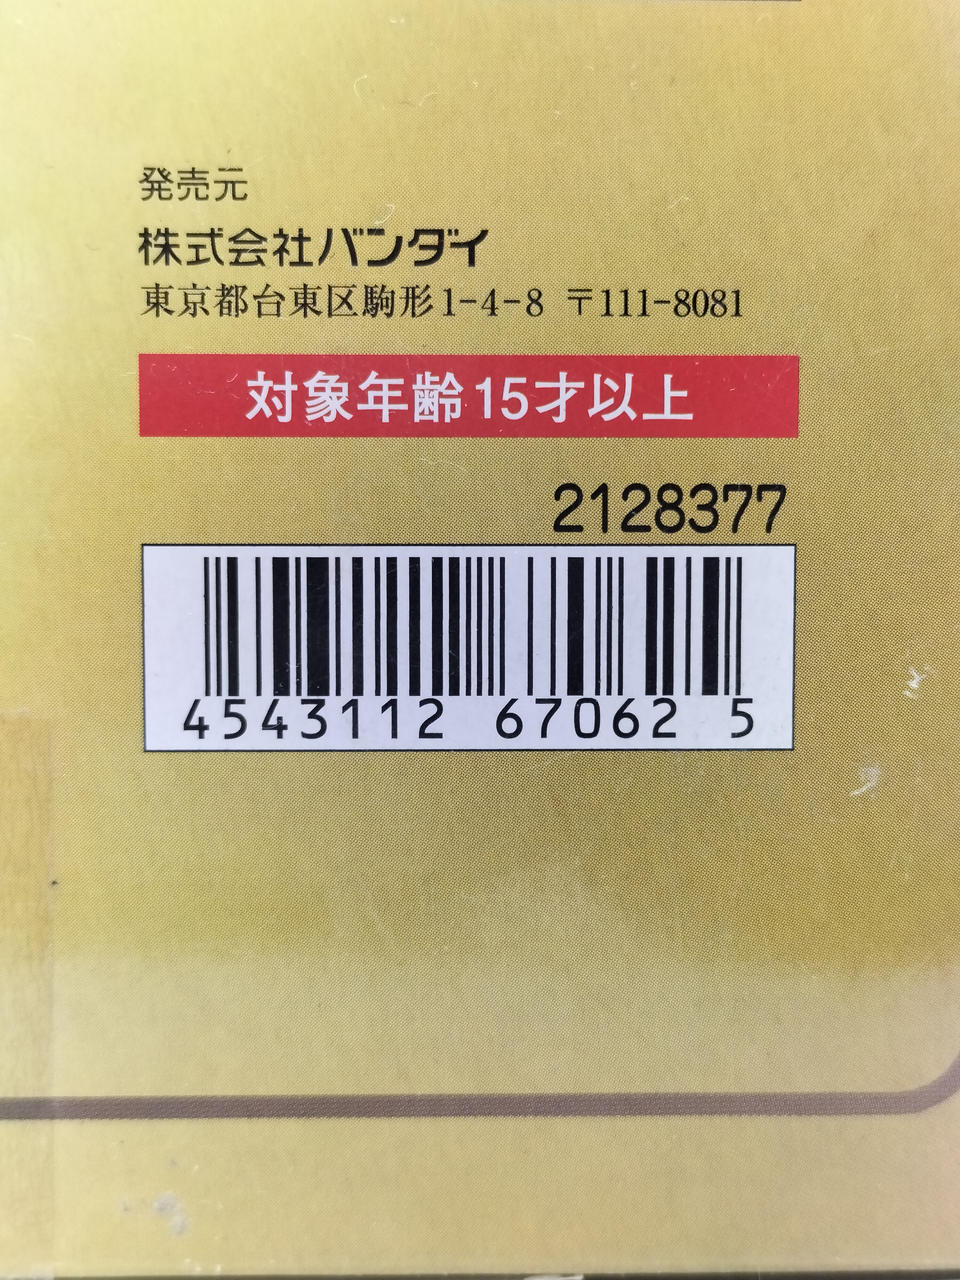 発売元
株式会社バンダイ
東京都台東区駒形1-4-8 〒111-8081
対象年齢15才以上
2128377
4543112 67062 5